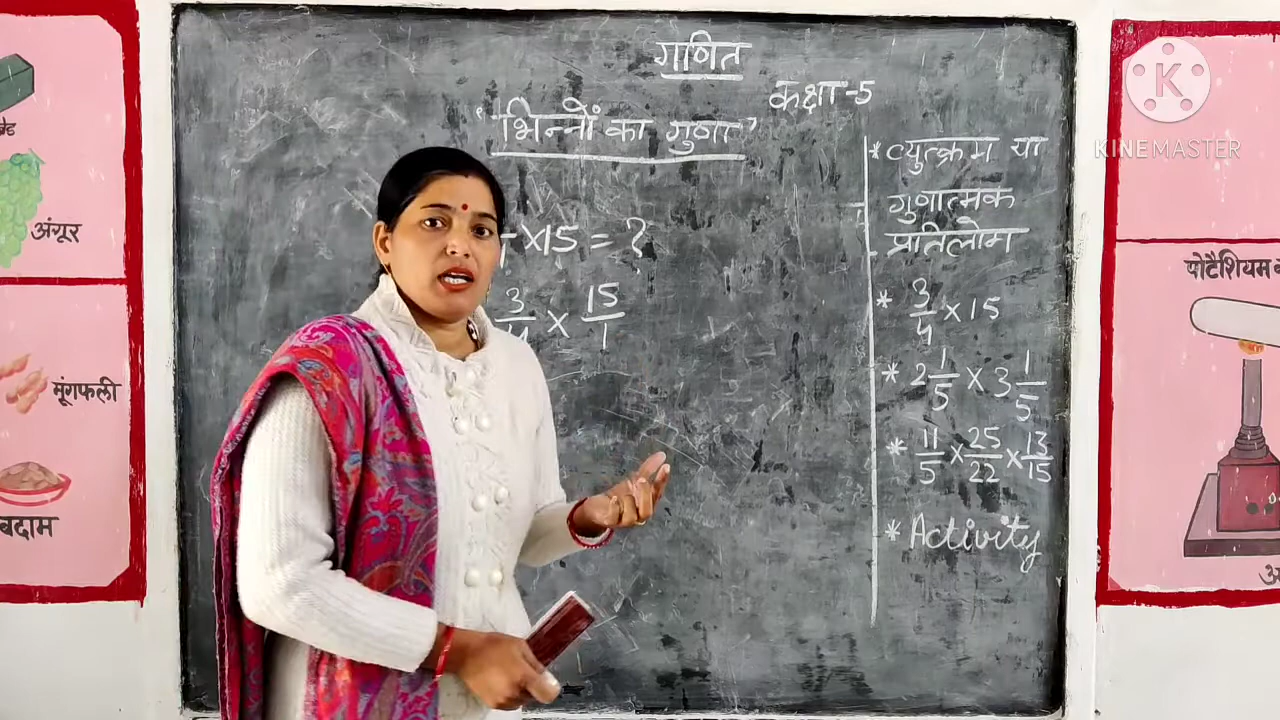 गणित
कक्षा-5
"भिन्नों का गुणा"
×15 = ?
3/4 × 15/1
* व्युत्क्रम या
गुणात्मक
प्रतिलोम
* 3/4 × 15
* 2 1/5 × 3 1/5
* 11/5 × 25/22 × 13/15
* Activity
अंगूर
मूंगफली
बदाम
पोटैशियम
K
KINEMASTER